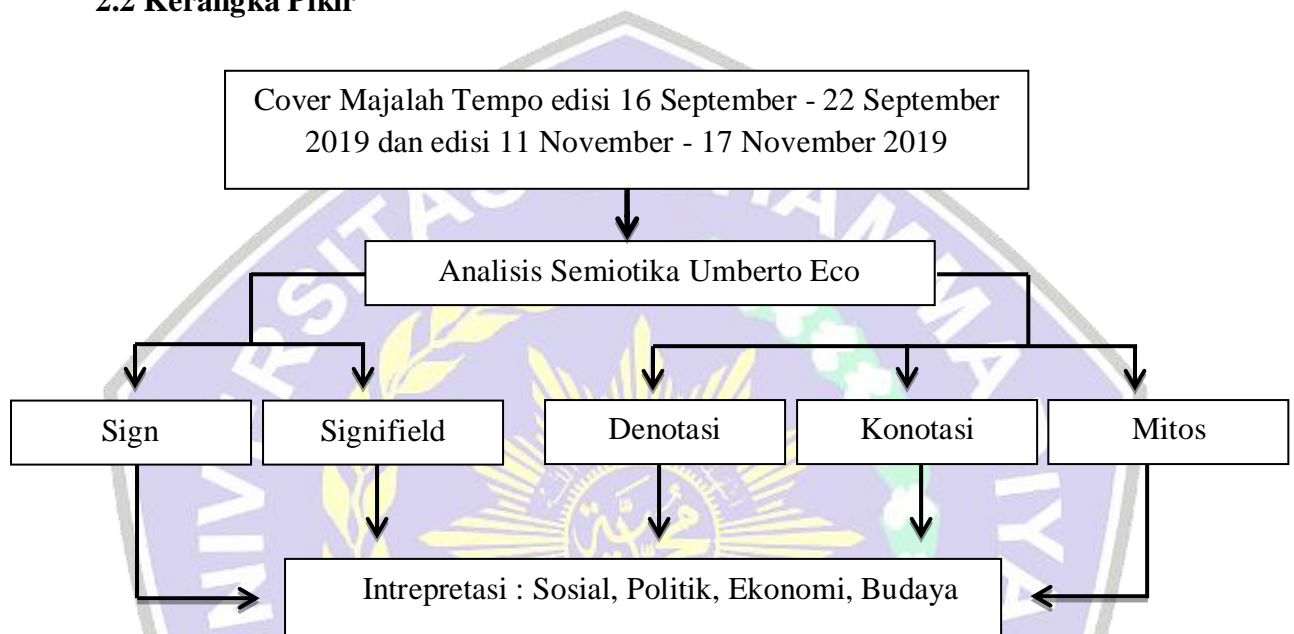 2.2 Kerangka Pikir
Cover Majalah Tempo edisi 16 September - 22 September
2019 dan edisi 11 November - 17 November 2019
Analisis Semiotika Umberto Eco
Sign
Signifield
Denotasi
Konotasi
Mitos
Intrepretasi : Sosial, Politik, Ekonomi, Budaya